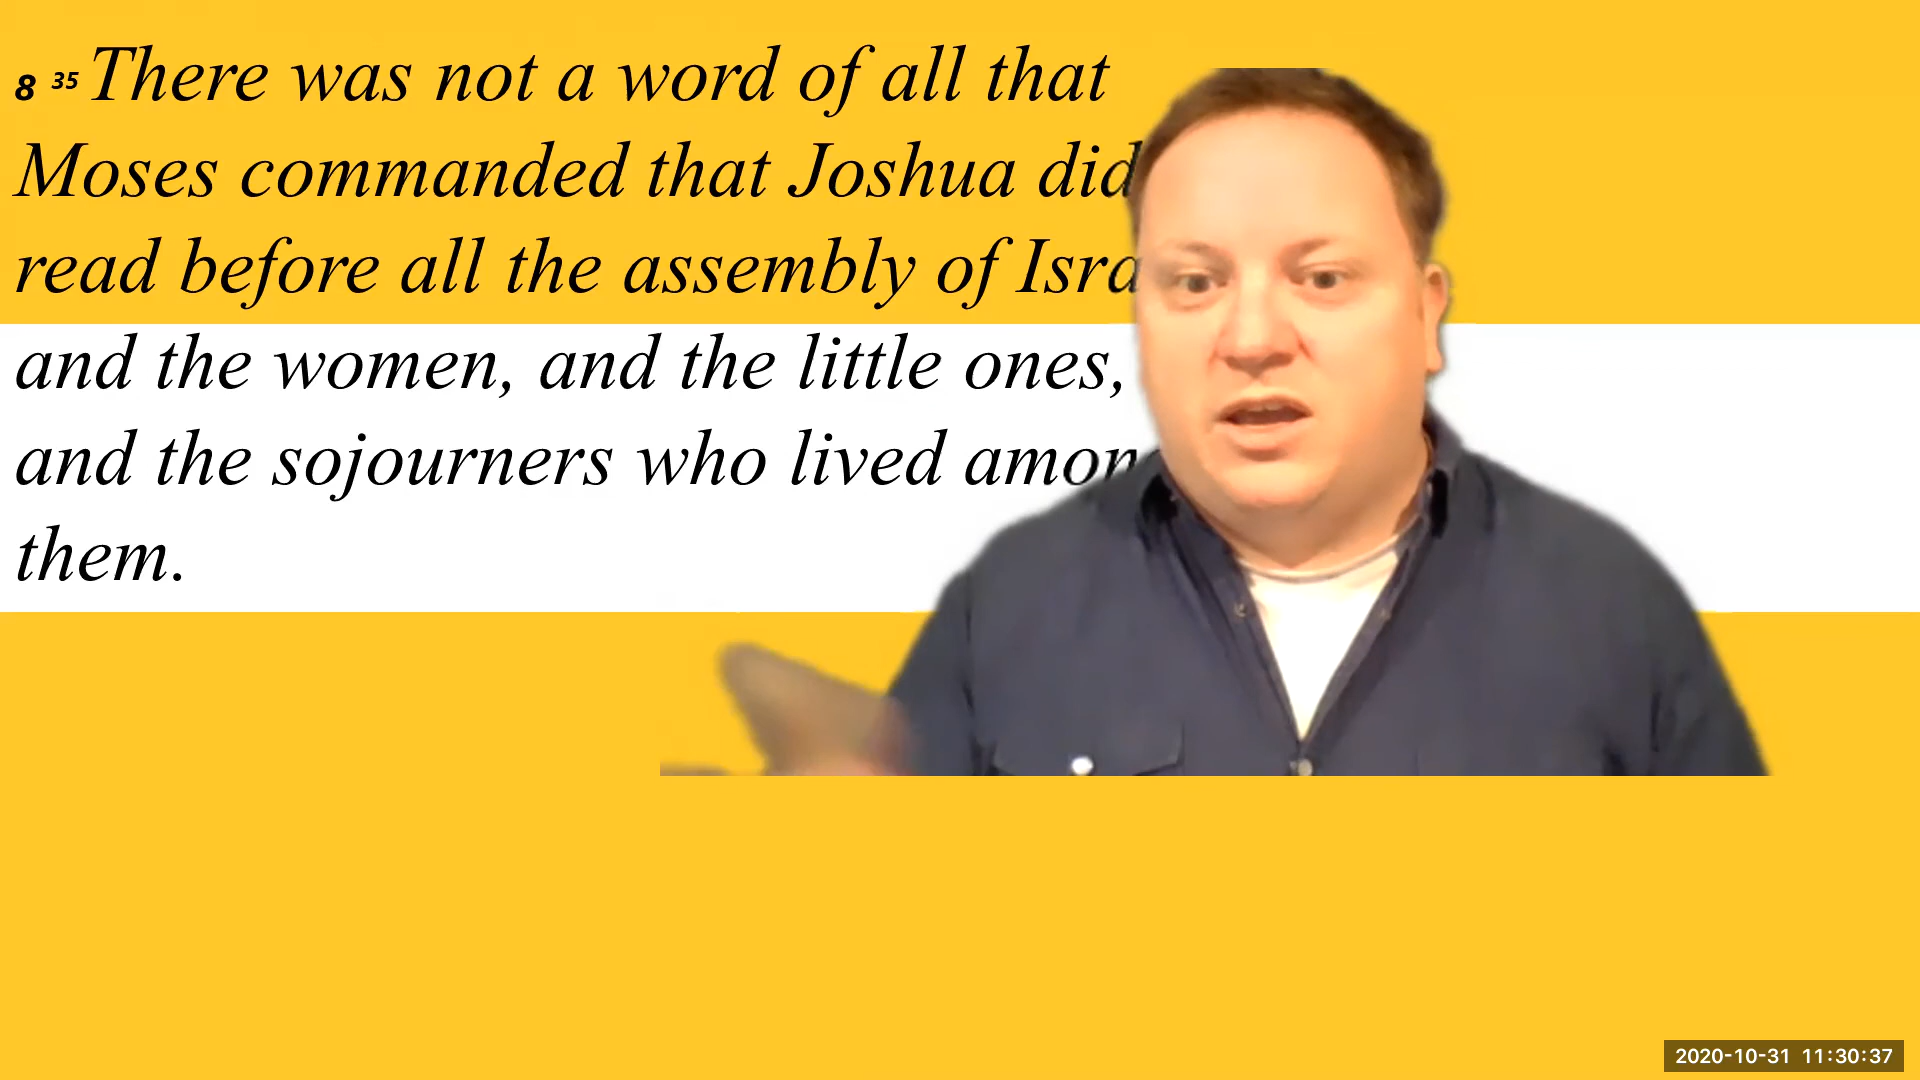 8 35 There was not a word of all that
Moses commanded that Joshua did
read before all the assembly of
and the women, and the little ones,
and the sojourners who lived
them.
2020-10-31 11:30:37